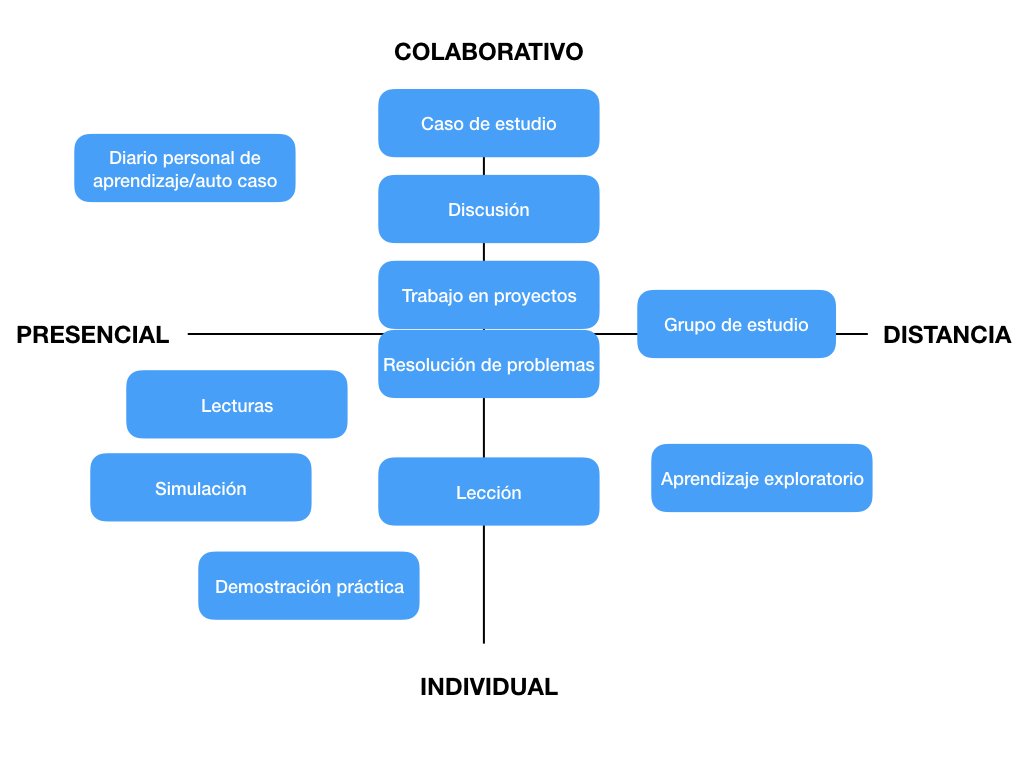 COLABORATIVO
Caso de estudio
Diario personal de
aprendizaje/auto caso
Discusión
Trabajo en proyectos
Grupo de estudio
PRESENCIAL
DISTANCIA
Resolución de problemas
Lecturas
Aprendizaje exploratorio
Simulación
Lección
Demostración práctica
INDIVIDUAL